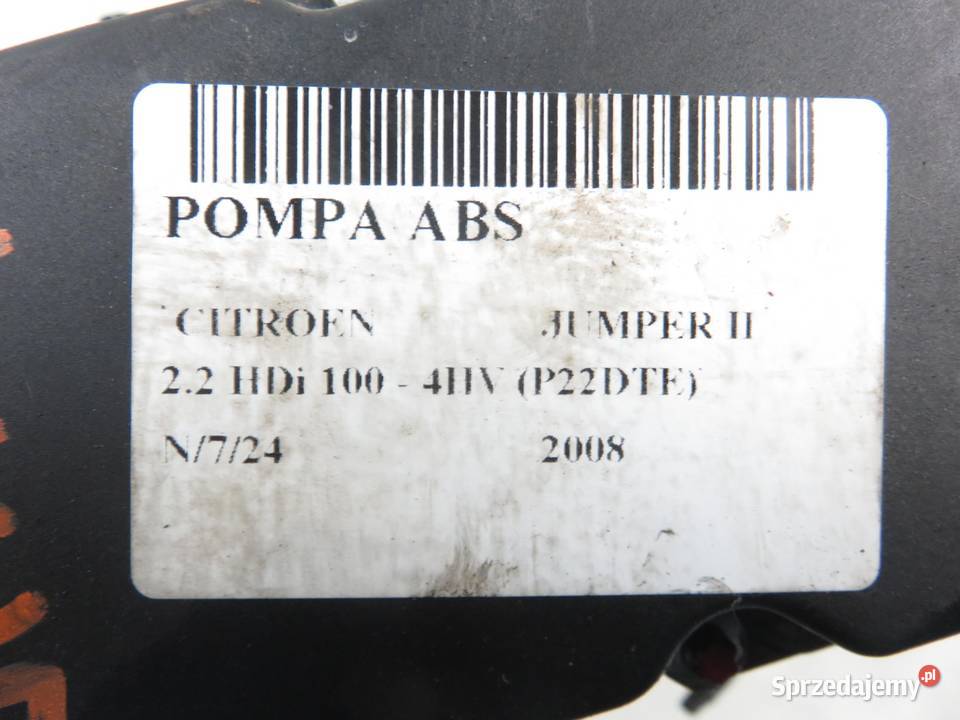 POMPA ABS
CITROEN JUMPER II
2.2 HDi 100 - 4HV (P22DTE)
N/7/24 2008
Sprzedajemy.pl